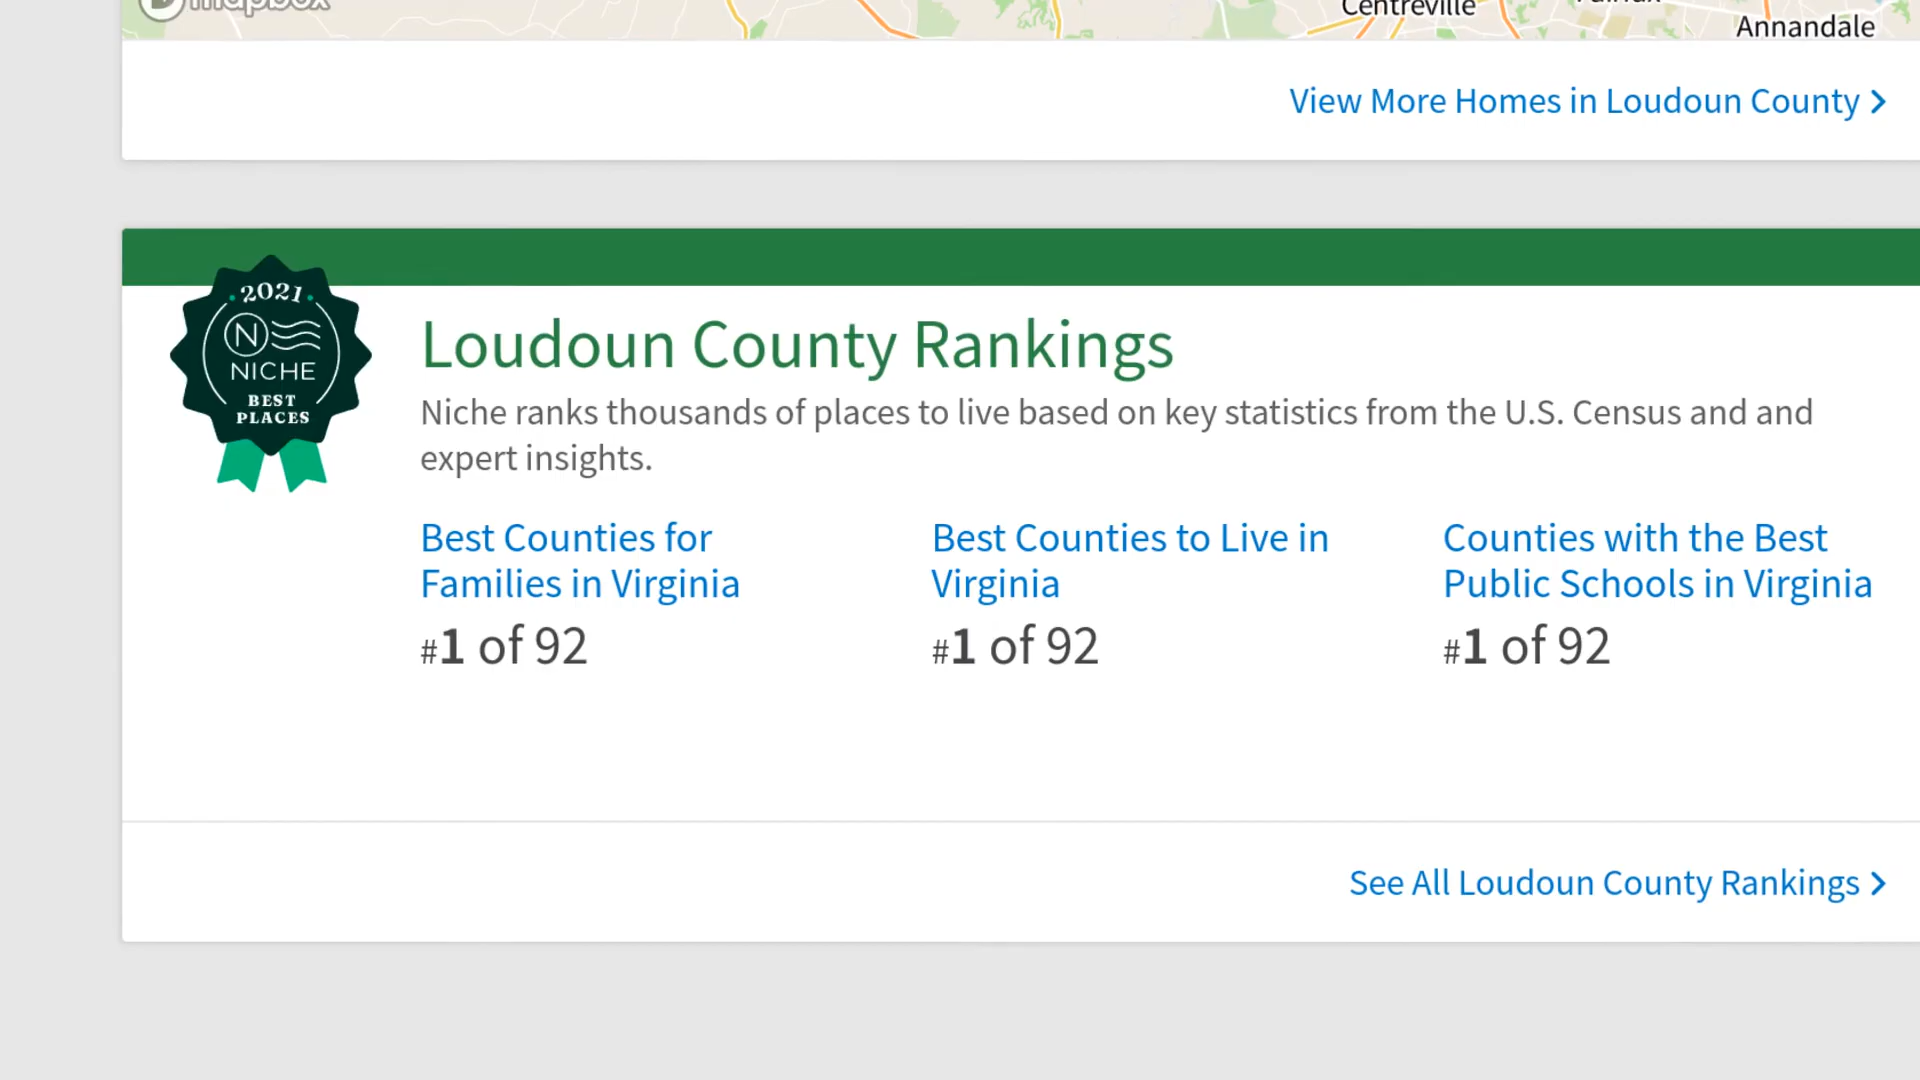 mapbox
Centreville
Fairfax
Annandale
View More Homes in Loudoun County
2021
N
NICHE
BEST
PLACES
Loudoun County Rankings
Niche ranks thousands of places to live based on key statistics from the U.S. Census and and
expert insights.
Best Counties for
Families in Virginia
#1 of 92
Best Counties to Live in
Virginia
#1 of 92
Counties with the Best
Public Schools in Virginia
#1 of 92
See All Loudoun County Rankings